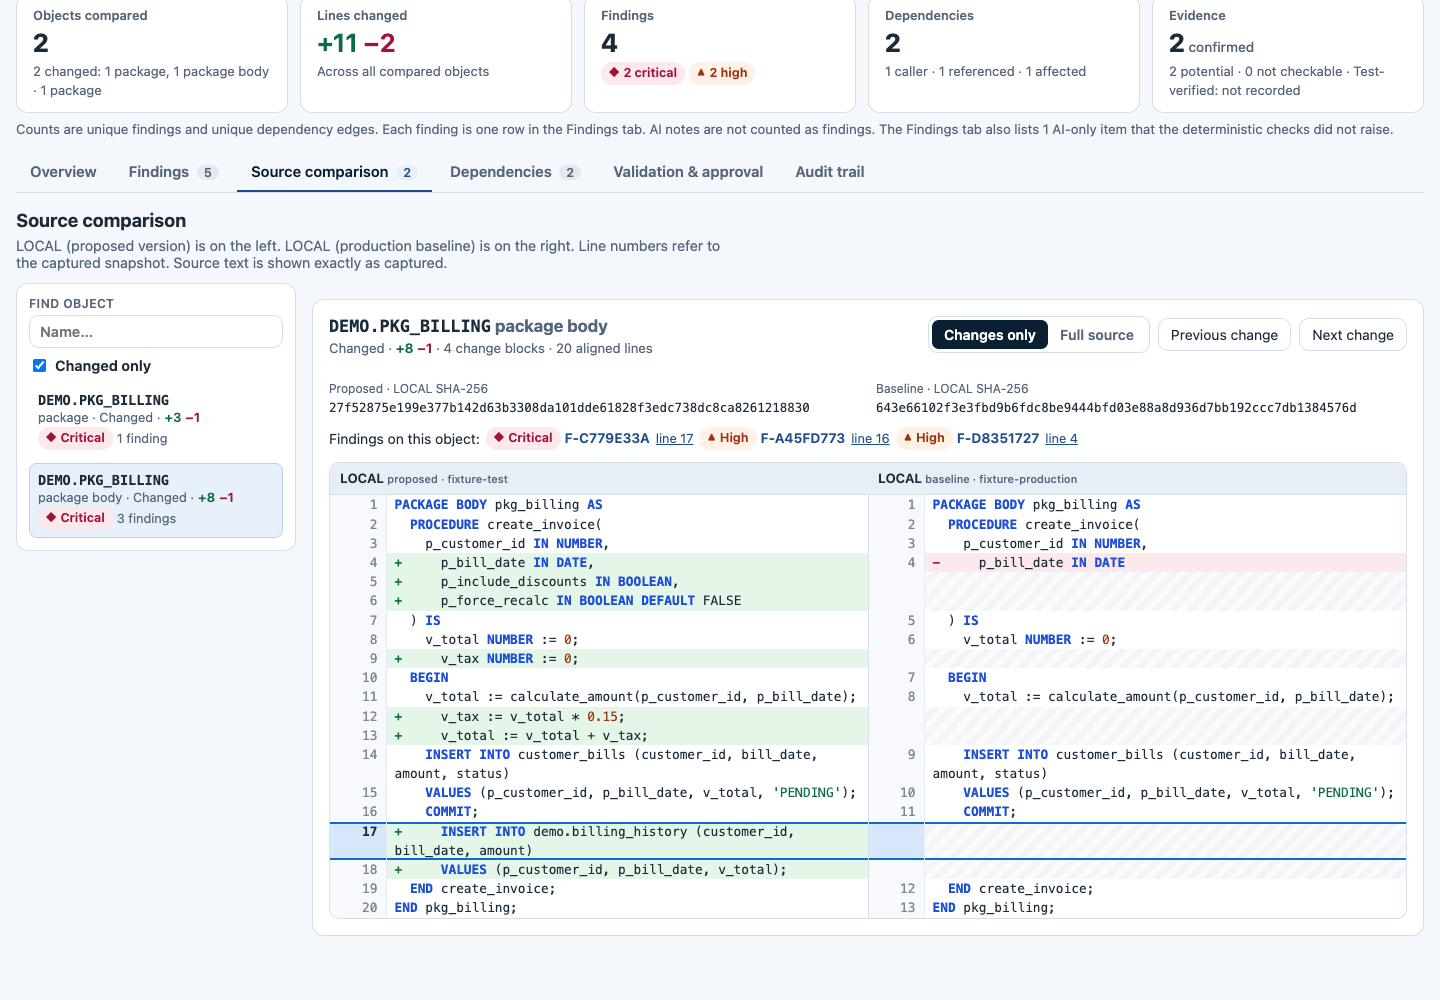 Objects compared
2
2 changed: 1 package, 1 package body
· 1 package
Lines changed
+11 −2
Across all compared objects
Findings
4
◆ 2 critical ▲ 2 high
Dependencies
2
1 caller · 1 referenced · 1 affected
Evidence
2 confirmed
2 potential · 0 not checkable · Test-
verified: not recorded
Counts are unique findings and unique dependency edges. Each finding is one row in the Findings tab. AI notes are not counted as findings. The Findings tab also lists 1 AI-only item that the deterministic checks did not raise.
Overview Findings 5 Source comparison 2 Dependencies 2 Validation & approval Audit trail
Source comparison
LOCAL (proposed version) is on the left. LOCAL (production baseline) is on the right. Line numbers refer to
the captured snapshot. Source text is shown exactly as captured.
FIND OBJECT
Name...
Changed only
DEMO.PKG_BILLING
package · Changed · +3 −1
◆ Critical 1 finding
DEMO.PKG_BILLING
package body · Changed · +8 −1
◆ Critical 3 findings
DEMO.PKG_BILLING package body
Changed · +8 −1 · 4 change blocks · 20 aligned lines
Changes only Full source Previous change Next change
Proposed · LOCAL SHA-256
27f52875e199e377b142d63b3308da101dde61828f3edc738dc8ca8261218830
Baseline · LOCAL SHA-256
643e66102f3e3fbd9b6fdc8be9444bfd03e88a8d936d7bb192ccc7db1384576d
Findings on this object: ◆ Critical F-C779E33A line 17 ▲ High F-A45FD773 line 16 ▲ High F-D8351727 line 4
LOCAL proposed · fixture-test
1 PACKAGE BODY pkg_billing AS
2 PROCEDURE create_invoice(
3 p_customer_id IN NUMBER,
4 + p_bill_date IN DATE,
5 + p_include_discounts IN BOOLEAN,
6 + p_force_recalc IN BOOLEAN DEFAULT FALSE
7 ) IS
8 v_total NUMBER := 0;
9 + v_tax NUMBER := 0;
10 BEGIN
11 v_total := calculate_amount(p_customer_id, p_bill_date);
12 + v_tax := v_total * 0.15;
13 + v_total := v_total + v_tax;
14 INSERT INTO customer_bills (customer_id, bill_date,
amount, status)
15 VALUES (p_customer_id, p_bill_date, v_total, 'PENDING');
16 COMMIT;
17 + INSERT INTO demo.billing_history (customer_id,
bill_date, amount)
18 + VALUES (p_customer_id, p_bill_date, v_total);
19 END create_invoice;
20 END pkg_billing;
LOCAL baseline · fixture-production
1 PACKAGE BODY pkg_billing AS
2 PROCEDURE create_invoice(
3 p_customer_id IN NUMBER,
4 − p_bill_date IN DATE
5 ) IS
6 v_total NUMBER := 0;
7 BEGIN
8 v_total := calculate_amount(p_customer_id, p_bill_date);
9 INSERT INTO customer_bills (customer_id, bill_date,
amount, status)
10 VALUES (p_customer_id, p_bill_date, v_total, 'PENDING');
11 COMMIT;
12 END create_invoice;
13 END pkg_billing;